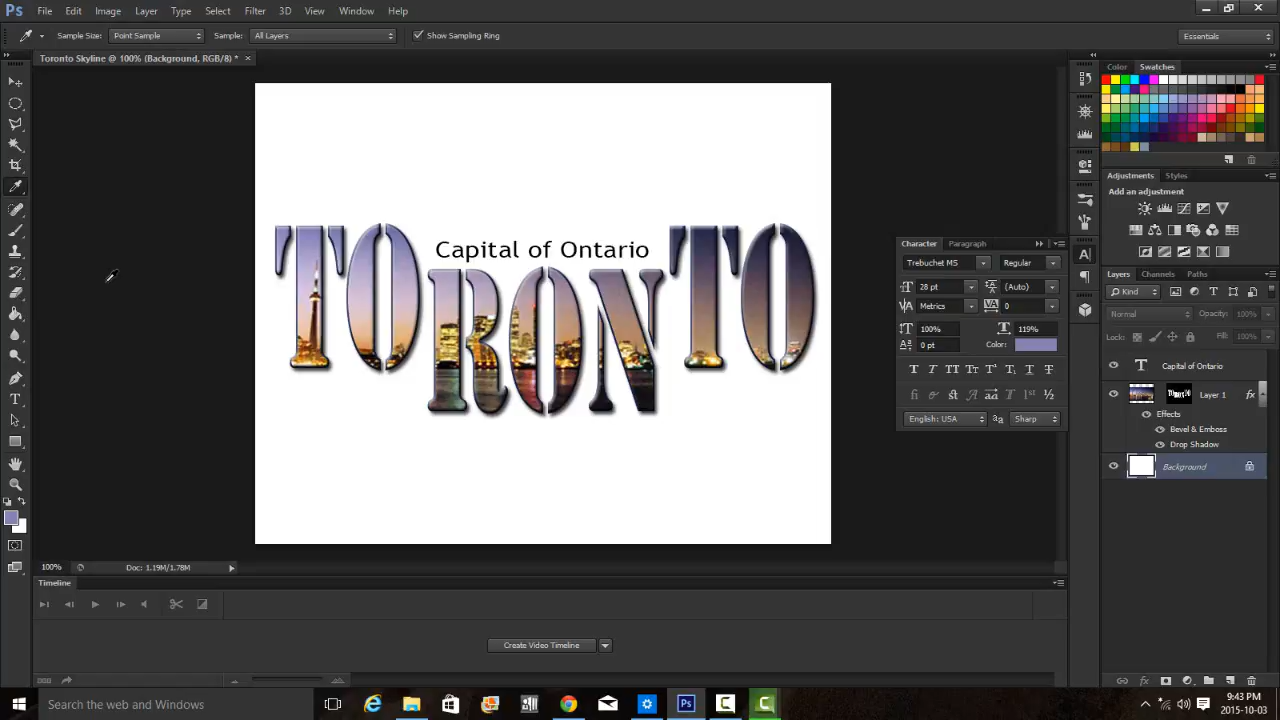 Ps File Edit Image Layer Type Select Filter 3D View Window Help
Sample Size: Point Sample Sample: All Layers Show Sampling Ring Essentials
Toronto Skyline @ 100% (Background, RGB/8) * ×
Color Swatches
Adjustments Styles
Add an adjustment
TORONTO
Capital of Ontario
Character Paragraph
Trebuchet MS Regular
28 pt (Auto)
Metrics 0
100% 119%
0 pt Color:
English: USA Sharp
Layers Channels Paths
Kind
Normal Opacity: 100%
Lock: Fill: 100%
Capital of Ontario
Layer 1 fx
Effects
Bevel & Emboss
Drop Shadow
Background
100% Doc: 1.19M/1.78M
Timeline
Create Video Timeline
Search the web and Windows
9:43 PM
2015-10-03